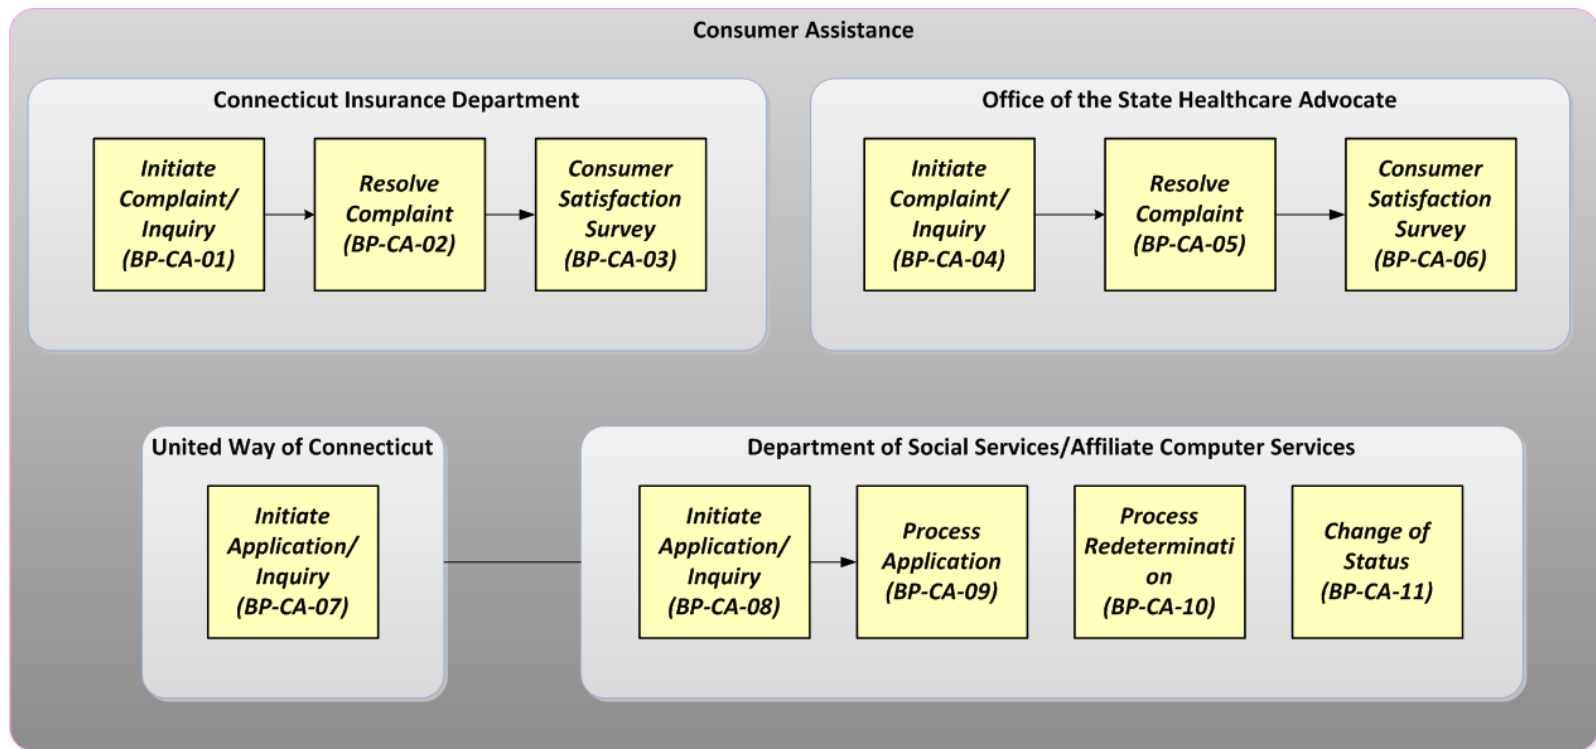 Consumer Assistance
Connecticut Insurance Department
Initiate
Complaint/
Inquiry
(BP-CA-01)
Resolve
Complaint
(BP-CA-02)
Consumer
Satisfaction
Survey
(BP-CA-03)
Office of the State Healthcare Advocate
Initiate
Complaint/
Inquiry
(BP-CA-04)
Resolve
Complaint
(BP-CA-05)
Consumer
Satisfaction
Survey
(BP-CA-06)
United Way of Connecticut
Initiate
Application/
Inquiry
(BP-CA-07)
Department of Social Services/Affiliate Computer Services
Initiate
Application/
Inquiry
(BP-CA-08)
Process
Application
(BP-CA-09)
Process
Redeterminati
on
(BP-CA-10)
Change of
Status
(BP-CA-11)